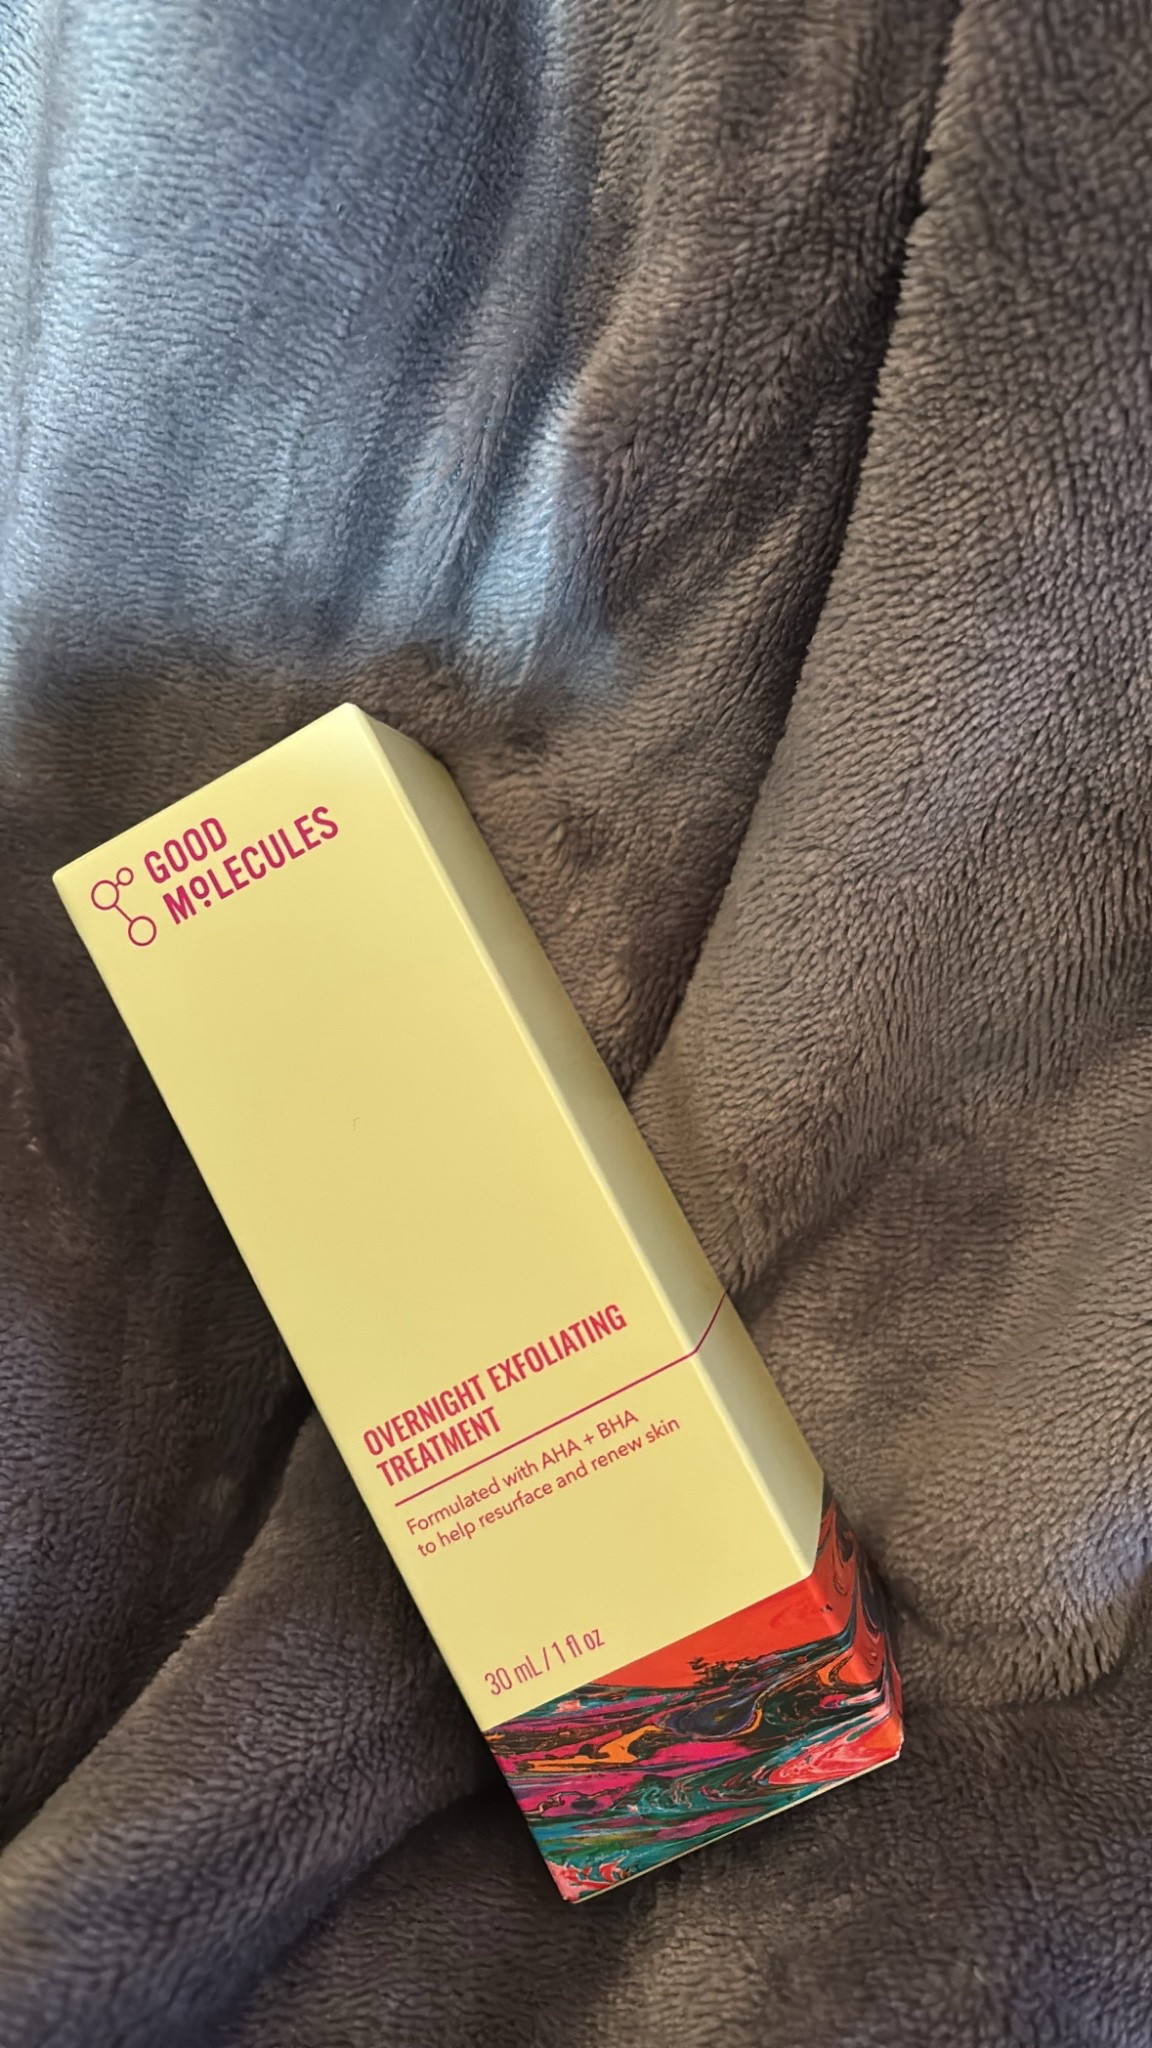 GOOD
MOLECULES
OVERNIGHT EXFOLIATING
TREATMENT
Formulated with AHA + BHA
to help resurface and renew skin
30 mL / 1 fl oz